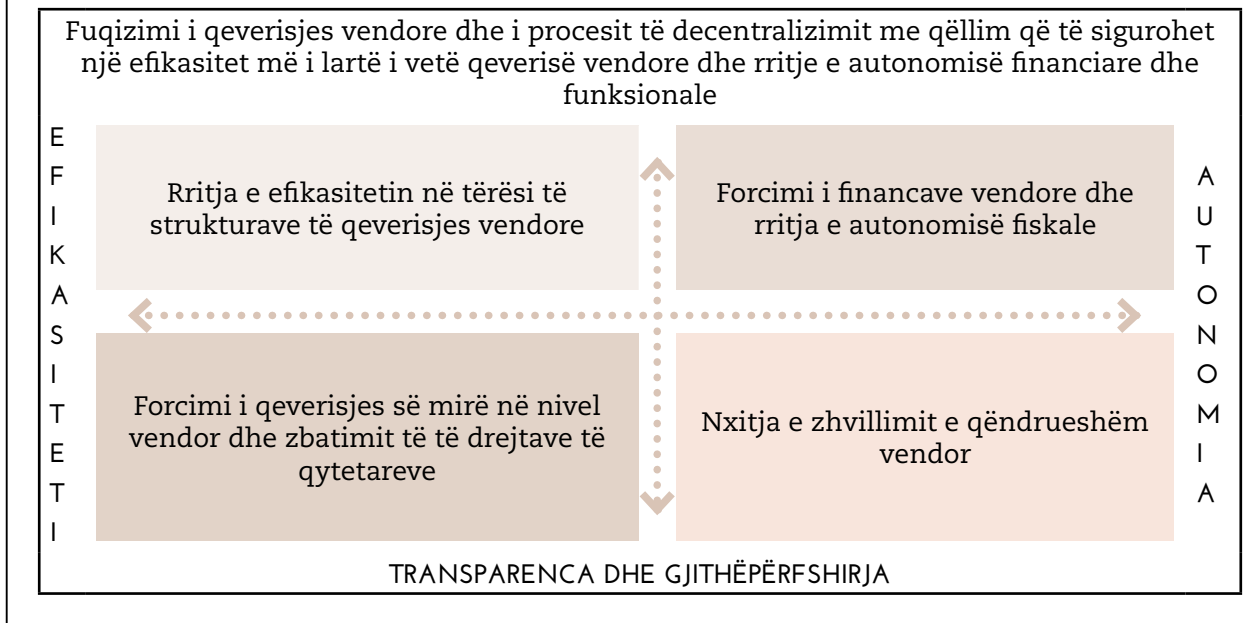 Fuqizimi i qeverisjes vendore dhe i procesit të decentralizimit me qëllim që të sigurohet
një efikasitet më i lartë i vetë qeverisë vendore dhe rritje e autonomisë financiare dhe
funksionale
EFIKASITETI
Rritja e efikasitetin në tërësi të
strukturave të qeverisjes vendore
Forcimi i financave vendore dhe
rritja e autonomisë fiskale
Forcimi i qeverisjes së mirë në nivel
vendor dhe zbatimit të të drejtave të
qytetareve
Nxitja e zhvillimit e qëndrueshëm
vendor
AUTONOMIA
TRANSPARENCA DHE GJITHËPËRFSHIRJA